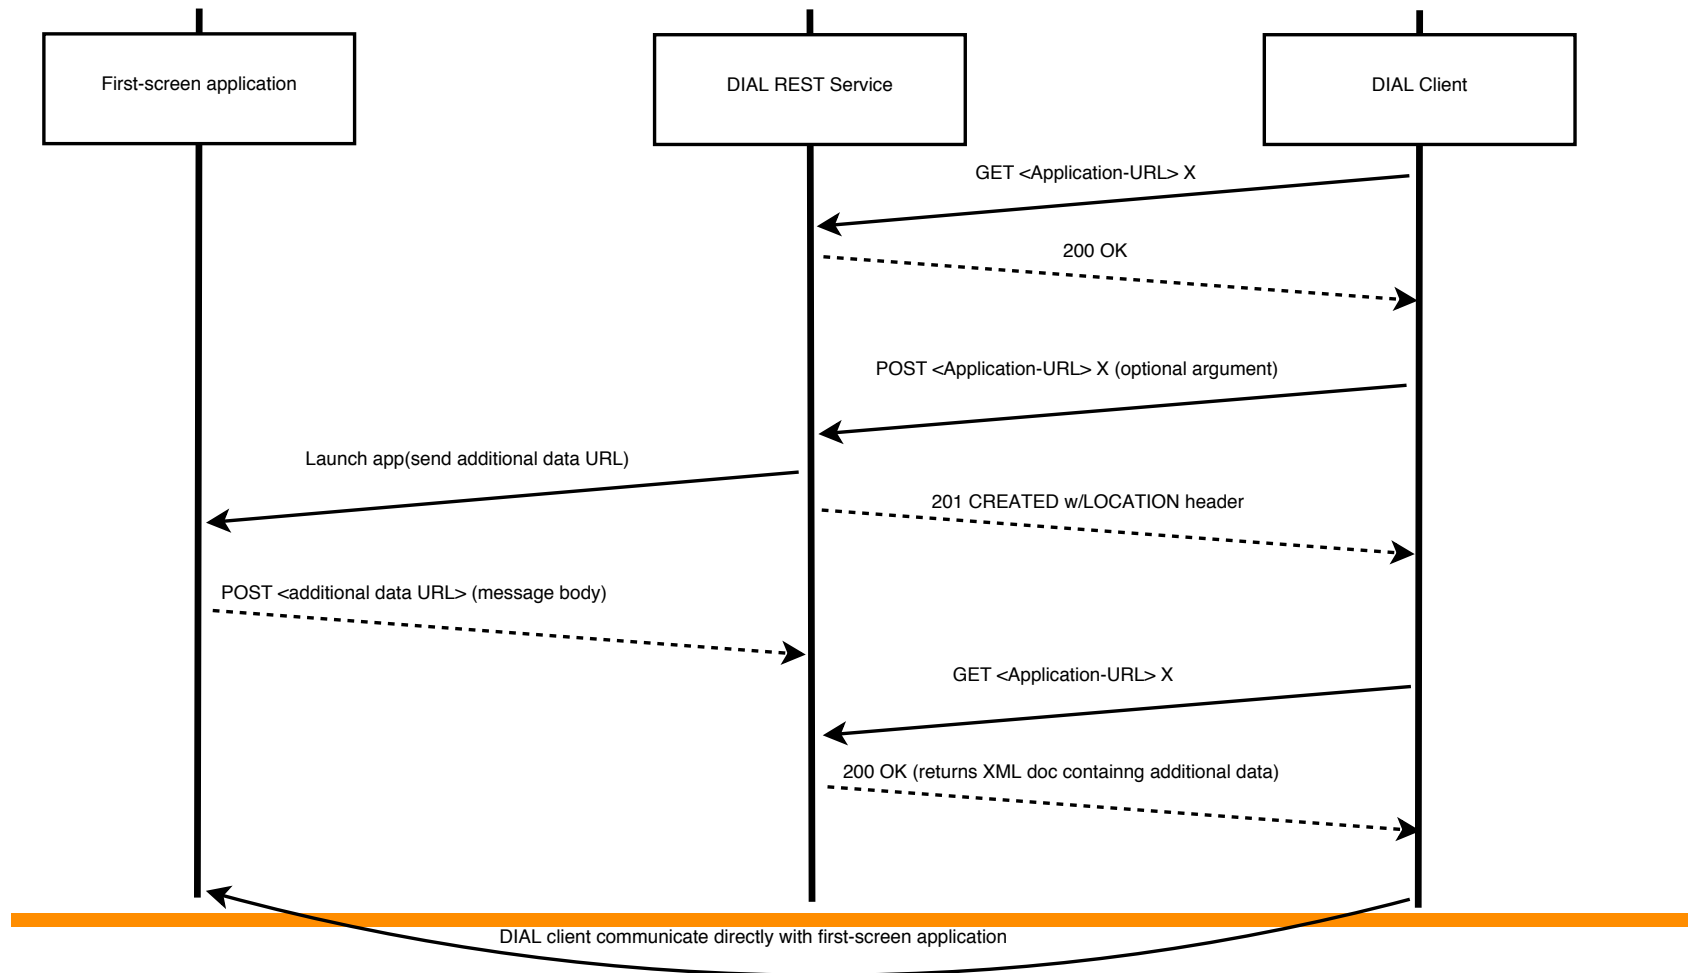 First-screen application
DIAL REST Service
DIAL Client
GET <Application-URL> X
200 OK
POST <Application-URL> X (optional argument)
Launch app(send additional data URL)
201 CREATED w/LOCATION header
POST <additional data URL> (message body)
GET <Application-URL> X
200 OK (returns XML doc containng additional data)
DIAL client communicate directly with first-screen application